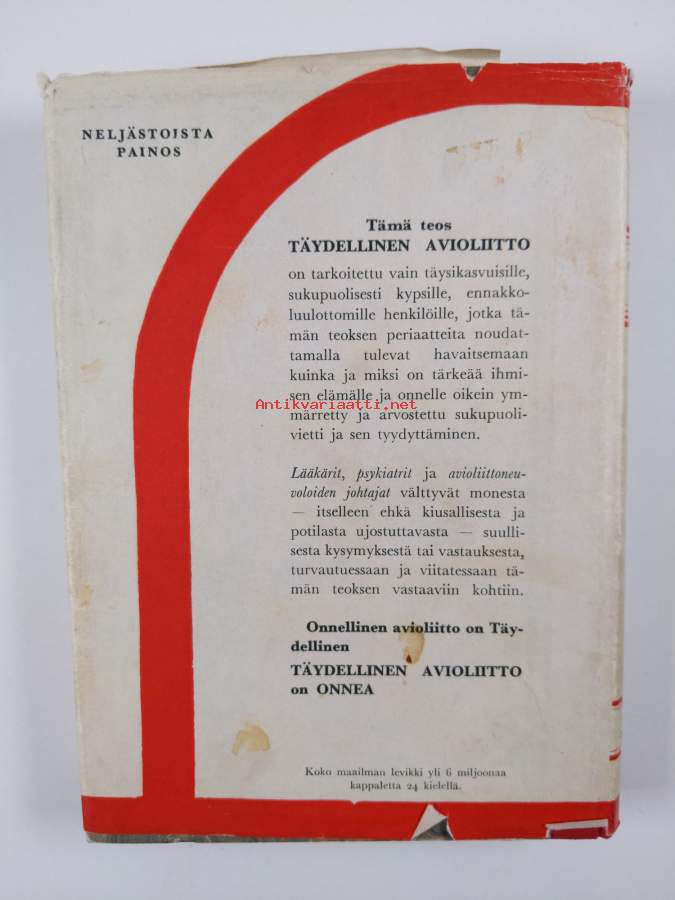 NELJÄSTOISTA
PAINOS
Tämä teos
TÄYDELLINEN AVIOLIITTO
on tarkoitettu vain täysikasvuisille,
sukupuolisesti kypsille, ennakko-
luulottomille henkilöille, jotka tä-
män teoksen periaatteita noudat-
tamalla tulevat havaitsemaan
kuinka ja miksi on tärkeää ihmi-
sen elämälle ja onnelle oikein ym-
Antikvariaatti.net
märretty ja arvostettu sukupuoli-
vietti ja sen tyydyttäminen.
Lääkärit, psykiatrit ja avioliittoneu-
voloiden johtajat välttyvät monesta
— itselleen ehkä kiusallisesta ja
potilasta ujostuttavasta — suulli-
sesta kysymyksestä tai vastauksesta,
turvautuessaan ja viitatessaan tä-
män teoksen vastaaviin kohtiin.
Onnellinen avioliitto on Täy-
dellinen
TÄYDELLINEN AVIOLIITTO
on ONNEA
Koko maailman levikki yli 6 miljoonaa
kappaletta 24 kielellä.